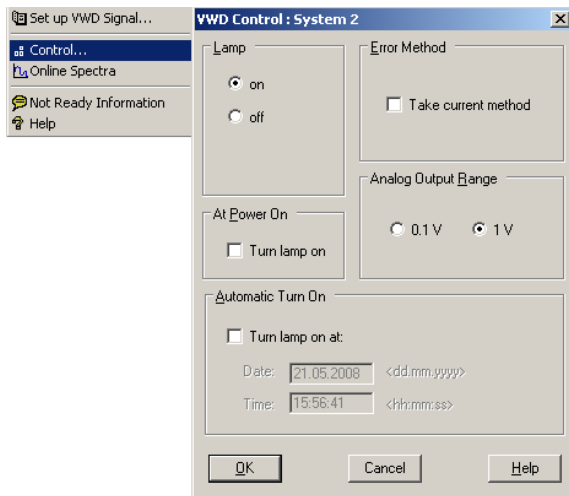 Set up VWD Signal...
Control...
Online Spectra
Not Ready Information
Help
VWD Control : System 2
Lamp
on
off
Error Method
Take current method
Analog Output Range
0.1 V 1 V
At Power On
Turn lamp on
Automatic Turn On
Turn lamp on at:
Date: 21.05.2008 <dd.mm.yyyy>
Time: 15:56:41 <hh:mm:ss>
OK Cancel Help